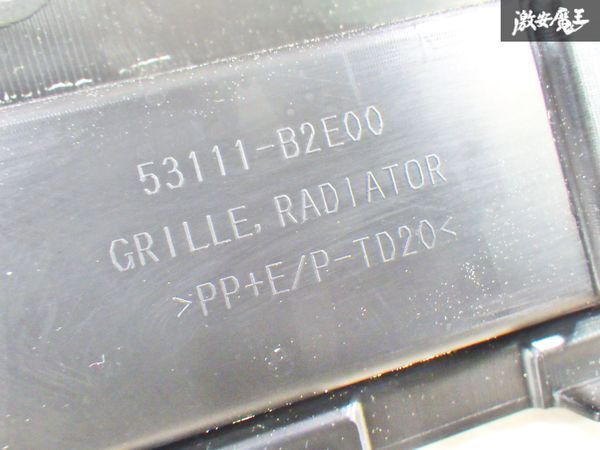 激安魔王
53111-B2E00
GRILLE, RADIATOR
>PP+E/P-TD20<